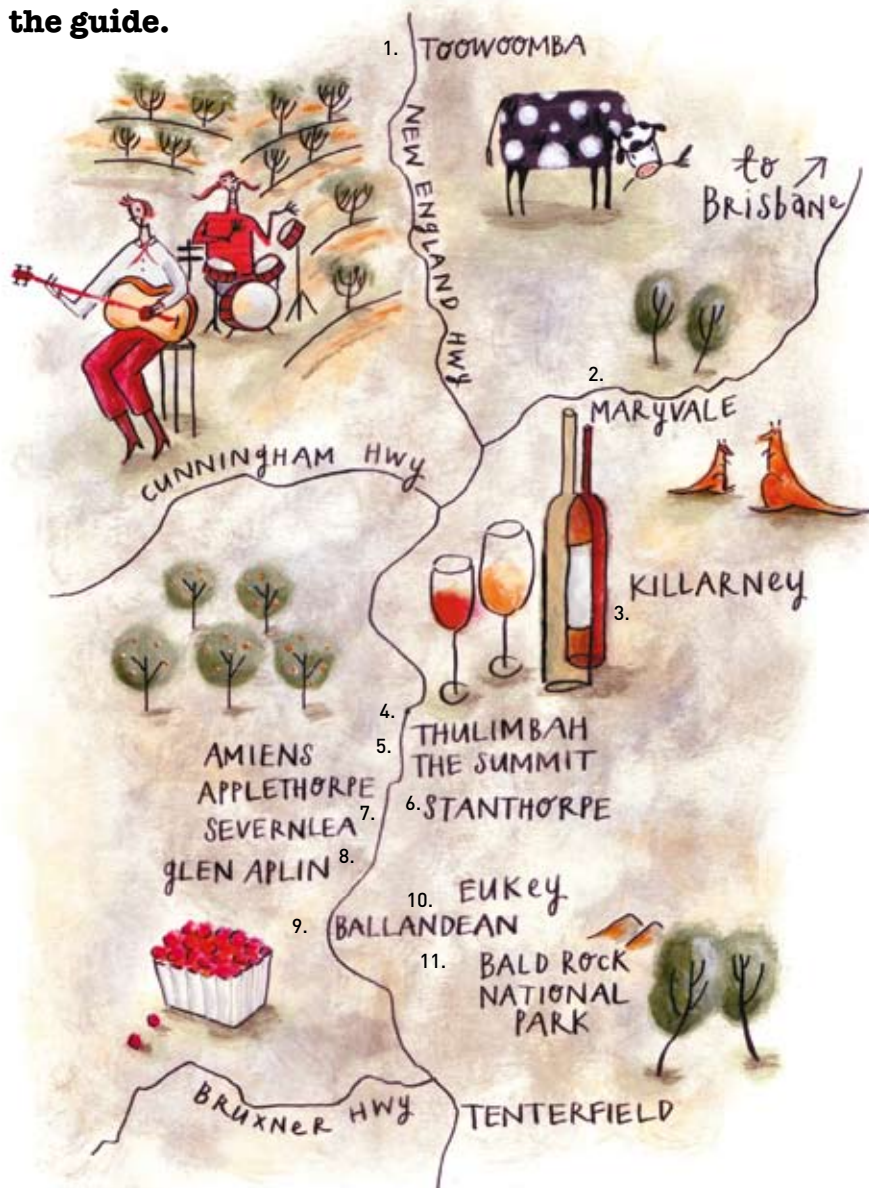 the guide.
1. TOOWOOMBA
NEW ENGLAND HWY
to
BRISBANE
2.
MARYVALE
CUNNINGHAM HWY
KILLARNEY
3.
4.
THULIMBAH
5.
THE SUMMIT
AMIENS
APPLETHORPE
6. STANTHORPE
7.
SEVERNLEA
8.
GLEN APLIN
10. EUKEY
9. BALLANDEAN
11. BALD ROCK
NATIONAL
PARK
BRUXNER HWY
TENTERFIELD